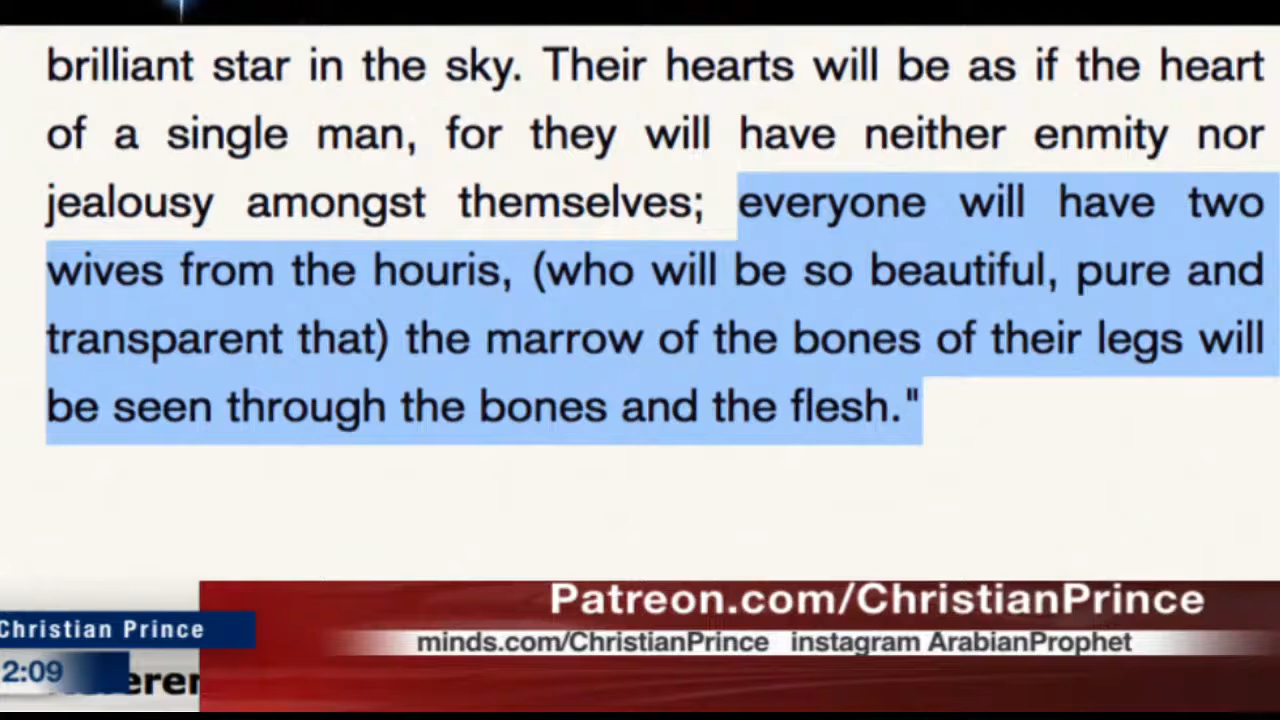 brilliant star in the sky. Their hearts will be as if the heart
of a single man, for they will have neither enmity nor
jealousy amongst themselves; everyone will have two
wives from the houris, (who will be so beautiful, pure and
transparent that) the marrow of the bones of their legs will
be seen through the bones and the flesh."
Patreon.com/ChristianPrince
Christian Prince
minds.com/ChristianPrince instagram ArabianProphet
2:09